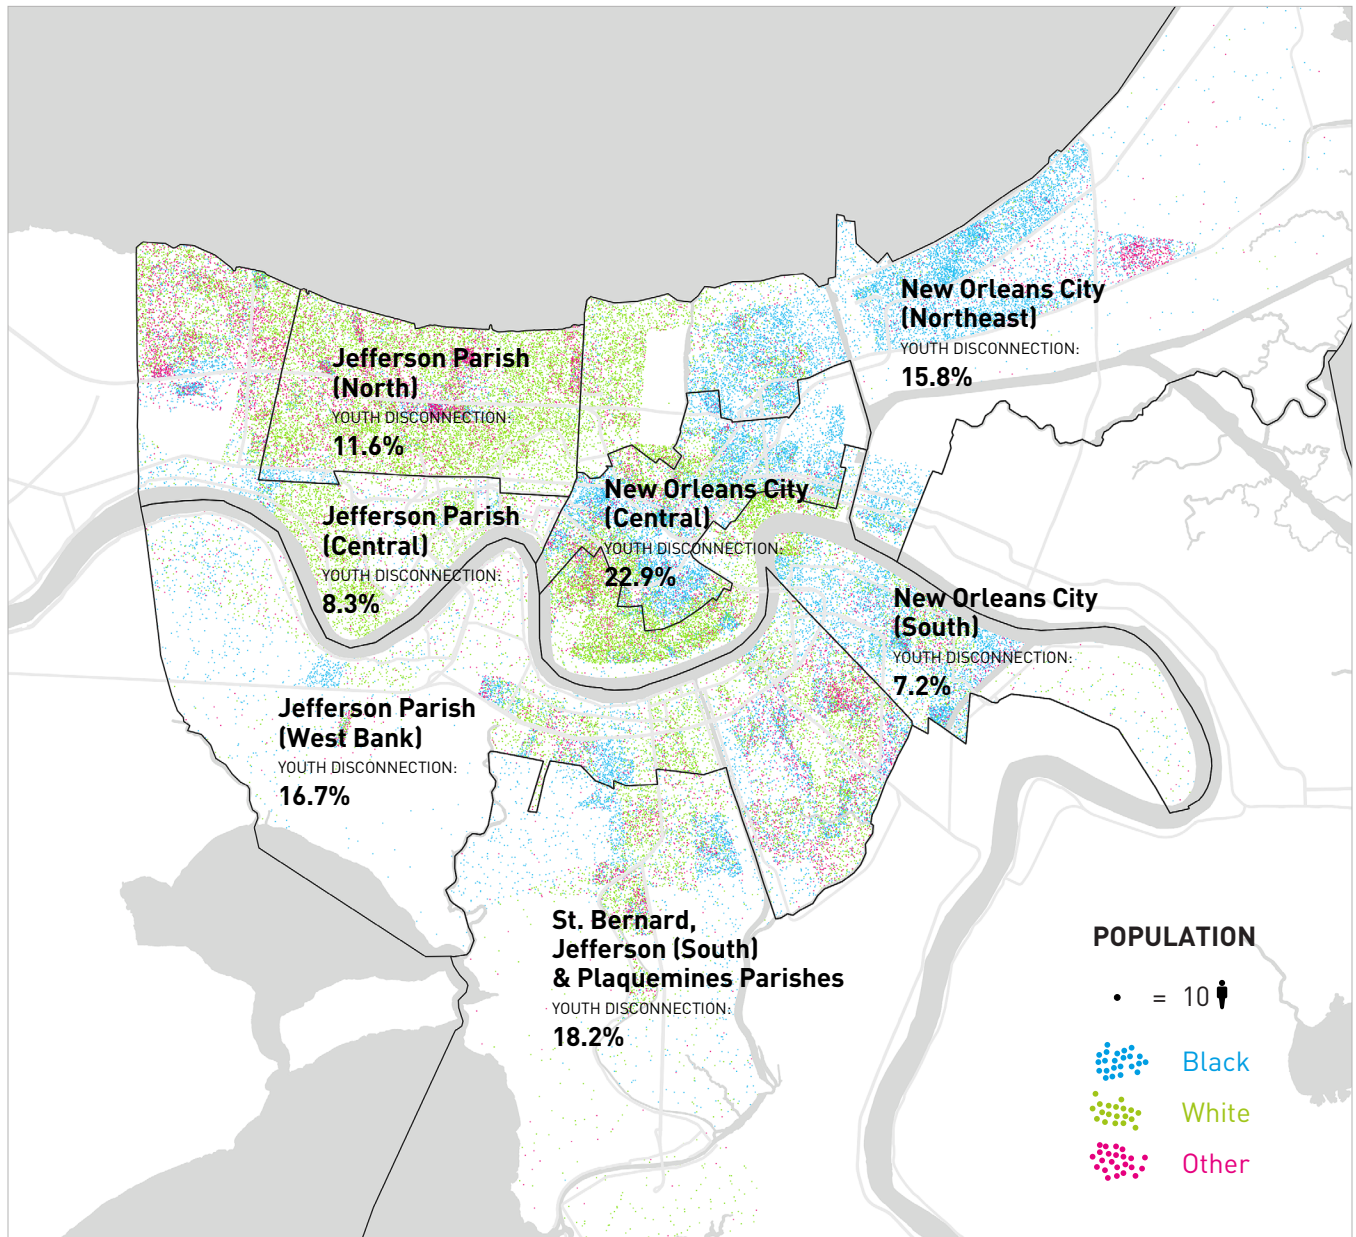 New Orleans City
(Northeast)
YOUTH DISCONNECTION:
15.8%
Jefferson Parish
(North)
YOUTH DISCONNECTION:
11.6%
New Orleans City
(Central)
YOUTH DISCONNECTION:
22.9%
Jefferson Parish
(Central)
YOUTH DISCONNECTION:
8.3%
New Orleans City
(South)
YOUTH DISCONNECTION:
7.2%
Jefferson Parish
(West Bank)
YOUTH DISCONNECTION:
16.7%
St. Bernard,
Jefferson (South)
& Plaquemines Parishes
YOUTH DISCONNECTION:
18.2%
POPULATION
= 10
Black
White
Other